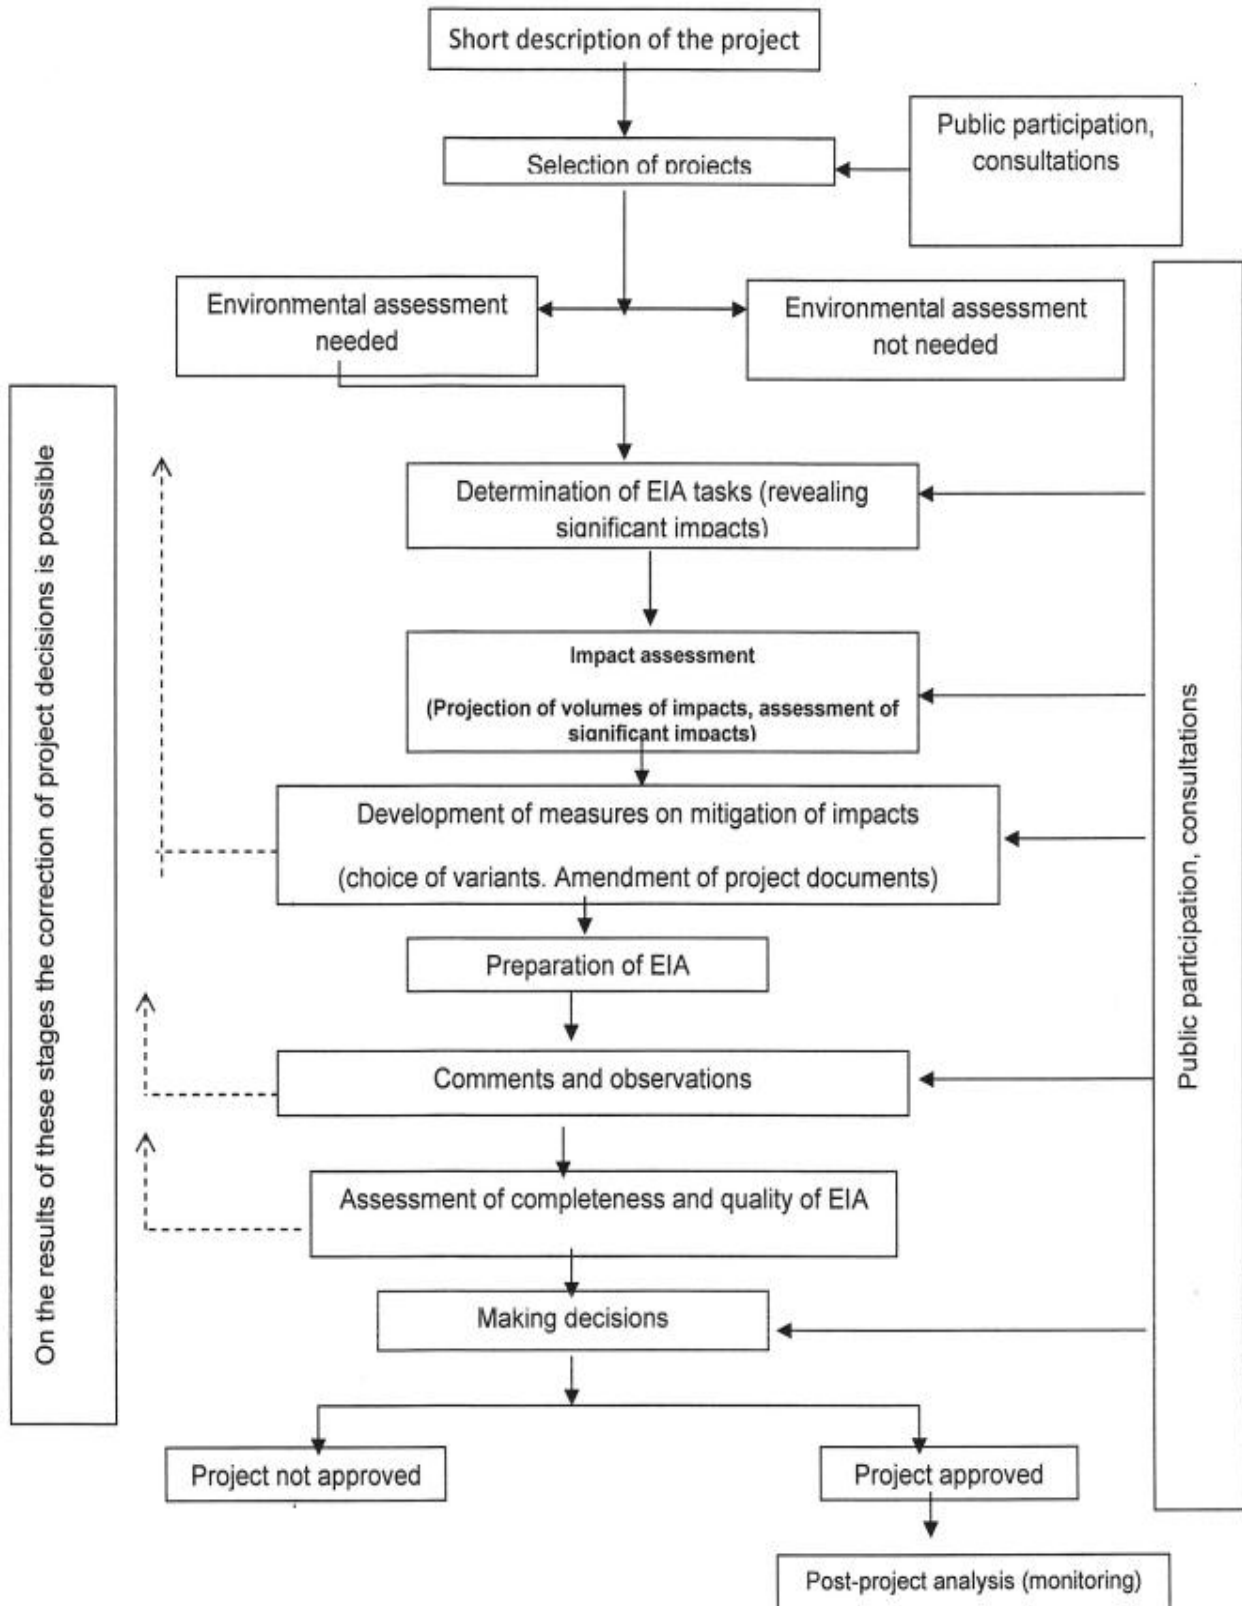 Short description of the project
Public participation,
consultations
Selection of projects
Environmental assessment
needed
Environmental assessment
not needed
On the results of these stages the correction of project decisions is possible
Public participation, consultations
Determination of EIA tasks (revealing
significant impacts)
Impact assessment
(Projection of volumes of impacts, assessment of
significant impacts)
Development of measures on mitigation of impacts
(choice of variants. Amendment of project documents)
Preparation of EIA
Comments and observations
Assessment of completeness and quality of EIA
Making decisions
Project not approved
Project approved
Post-project analysis (monitoring)